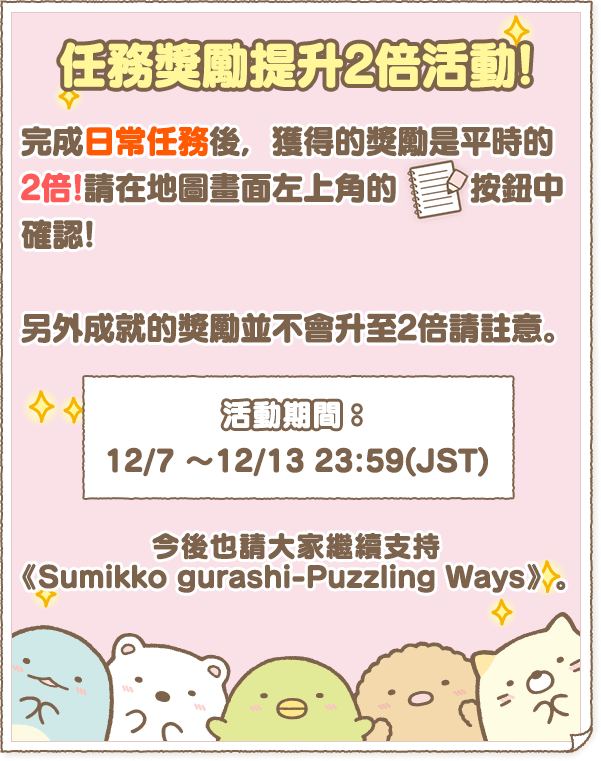 任務獎勵提升2倍活動!
完成日常任務後, 獲得的獎勵是平時的
2倍!請在地圖畫面左上角的 按鈕中
確認!
另外成就的獎勵並不會升至2倍請註意。
活動期間：
12/7 ～12/13 23:59(JST)
今後也請大家繼續支持
《Sumikko gurashi-Puzzling Ways》。